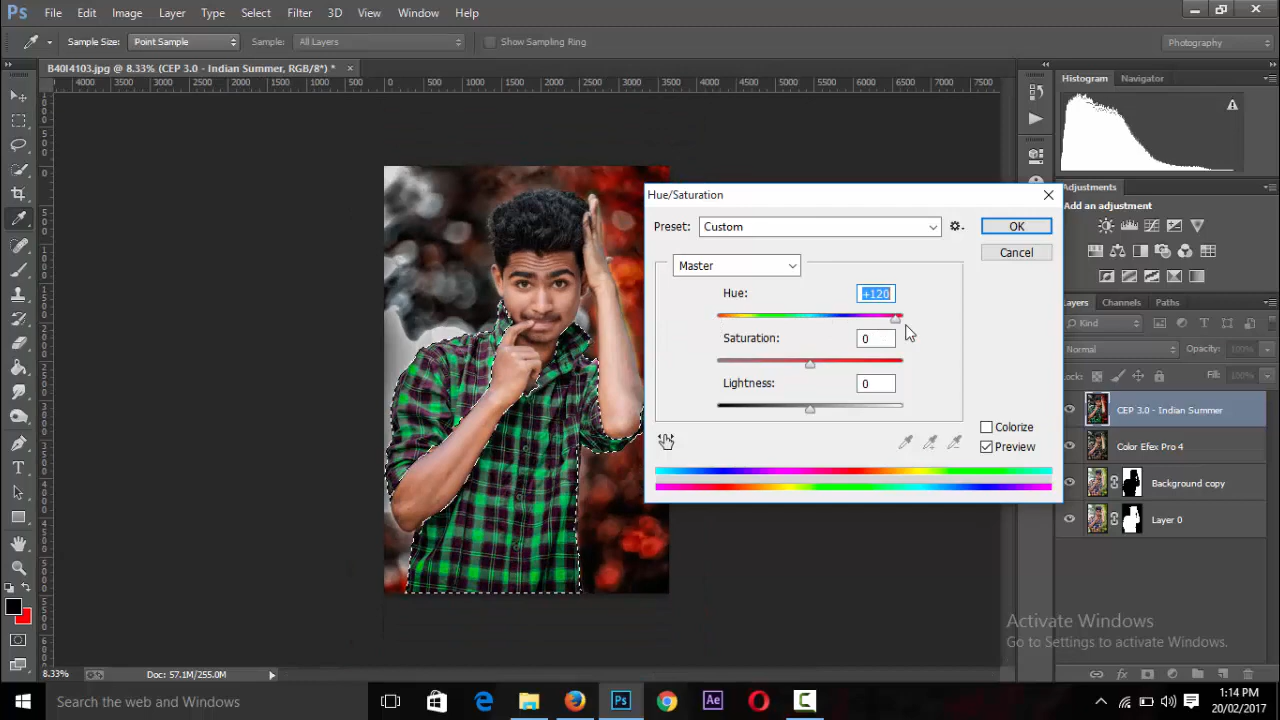 Ps File Edit Image Layer Type Select Filter 3D View Window Help
Sample Size: Point Sample Sample: All Layers Show Sampling Ring Photography
B40I4103.jpg @ 8.33% (CEP 3.0 - Indian Summer, RGB/8*) * ×
4000 3500 3000 2500 2000 1500 1000 500 0 500 1000 1500 2000 2500 3000 3500 4000 4500 5000 5500 6000 6500 7000 7500
Histogram Navigator
Hue/Saturation
Preset: Custom OK
Cancel
Master
Hue: +120
Saturation: 0
Lightness: 0
Colorize
Preview
Adjustments
Add an adjustment
Layers Channels Paths
Kind
Normal Opacity: 100%
Fill: 100%
CEP 3.0 - Indian Summer
Color Efex Pro 4
Background copy
Layer 0
Activate Windows
Go to Settings to activate Windows.
8.33% Doc: 57.1M/255.0M
Search the web and Windows
Ps
Ae
1:14 PM
20/02/2017